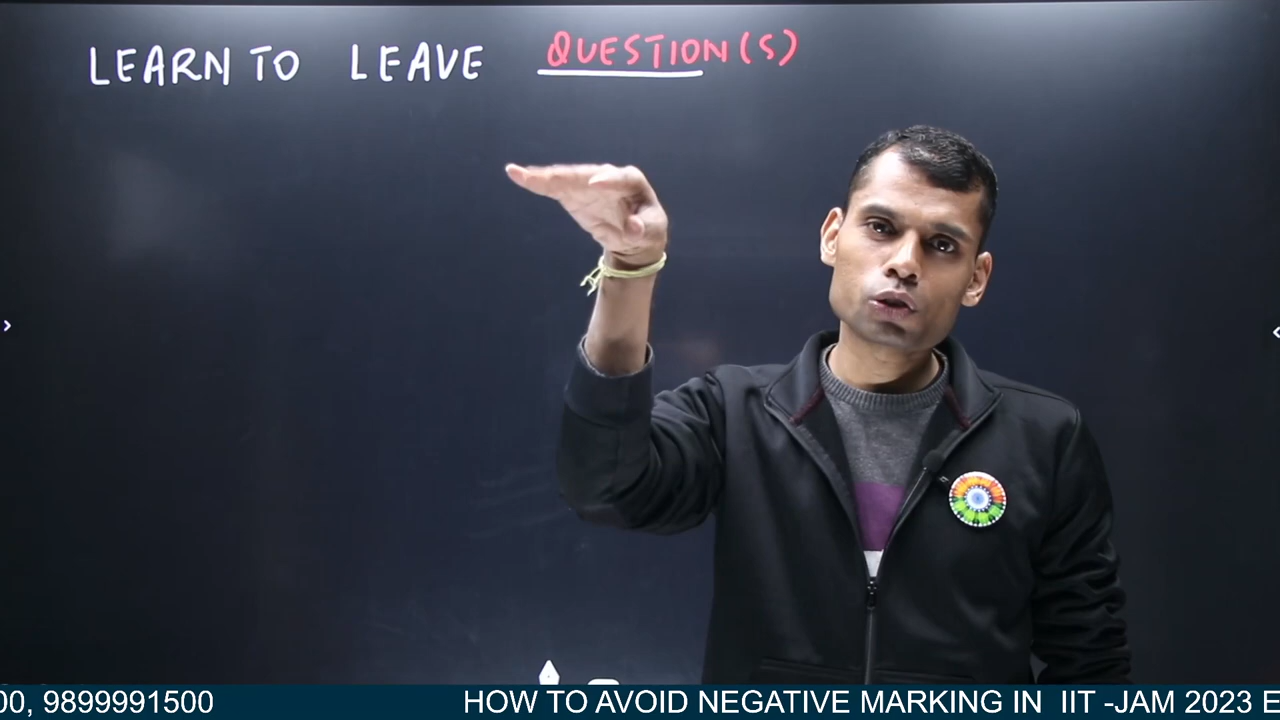 LEARN TO LEAVE QUESTION(S)
00, 9899991500 HOW TO AVOID NEGATIVE MARKING IN IIT -JAM 2023 E